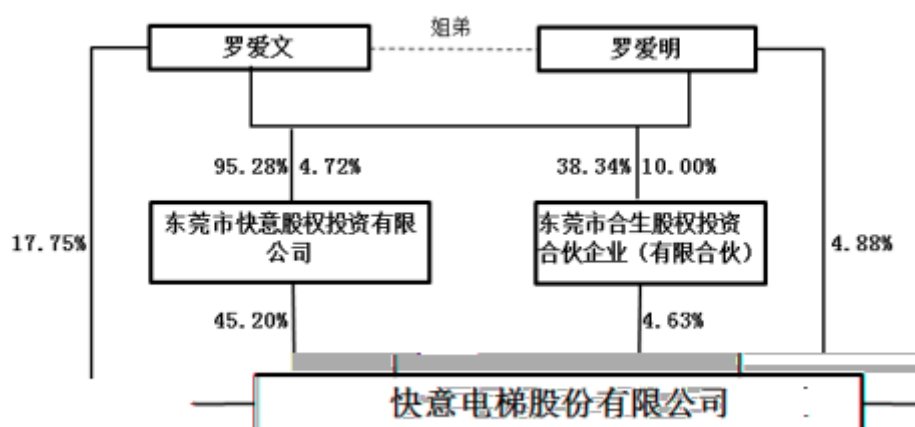 姐弟
罗爱文
罗爱明
95.28% 4.72%
38.34% 10.00%
东莞市快意股权投资有限
公司
东莞市合生股权投资
合伙企业（有限合伙）
17.75%
4.88%
45.20%
4.63%
快意电梯股份有限公司